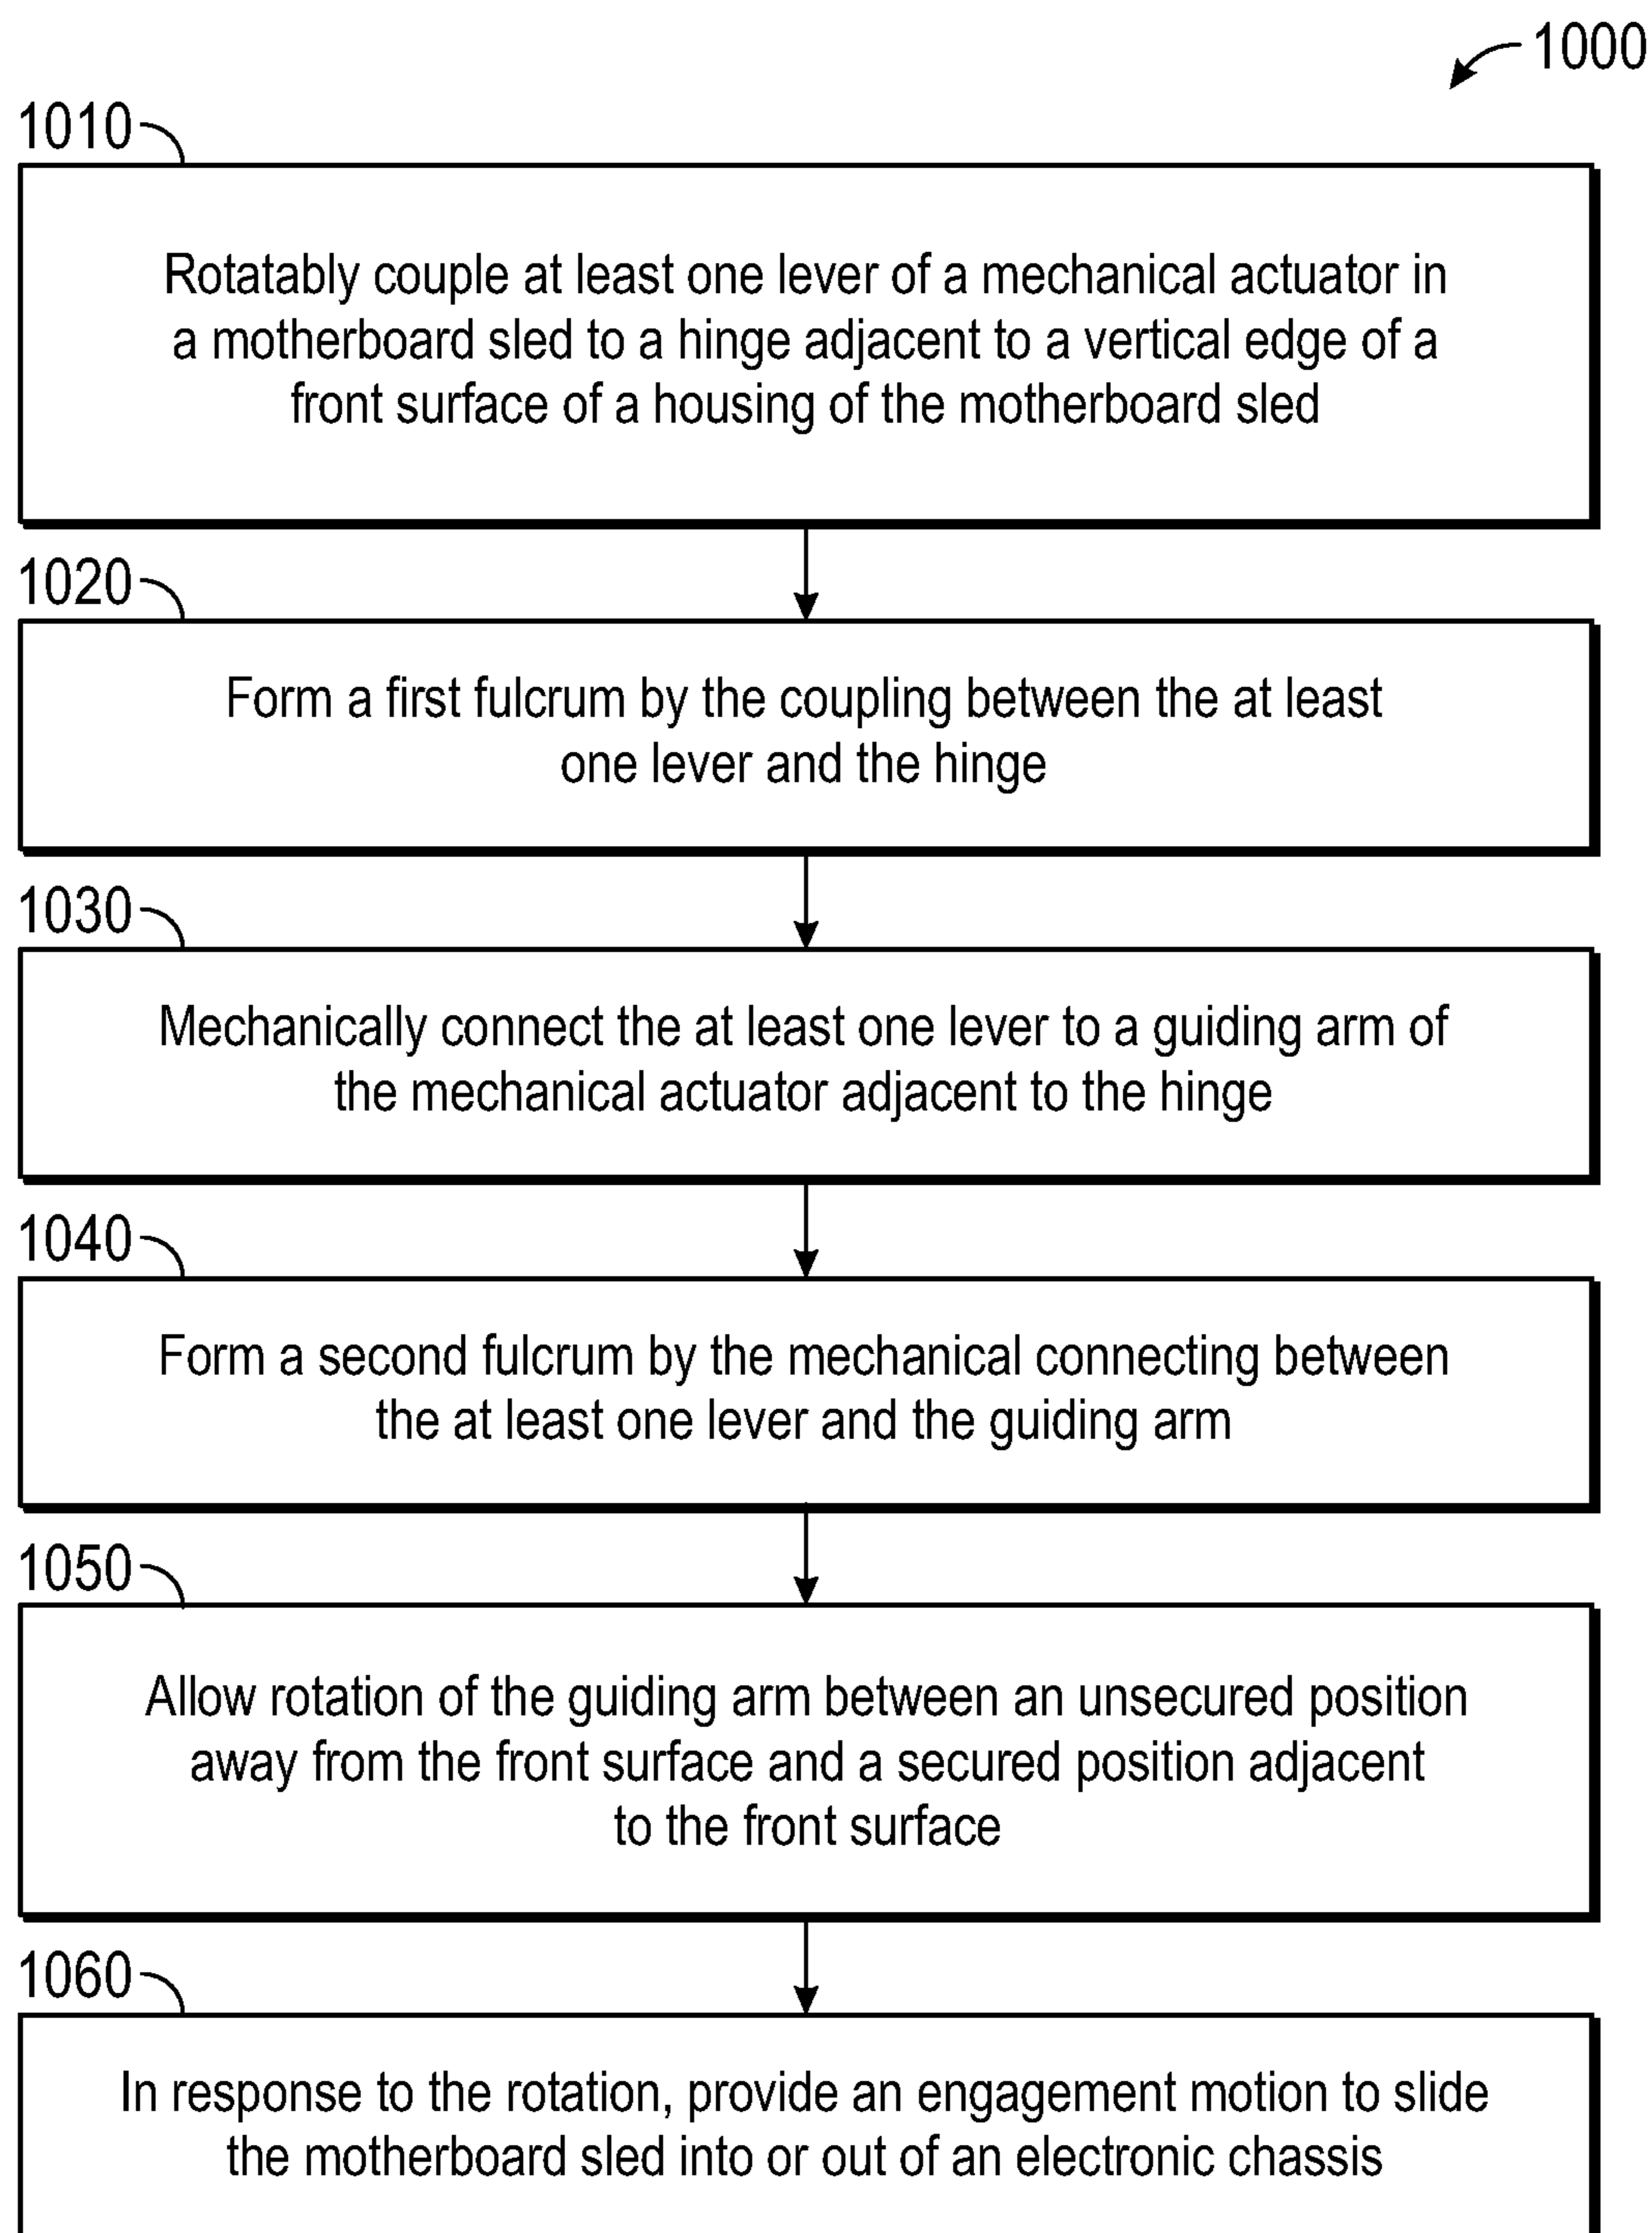 1000
1010
Rotatably couple at least one lever of a mechanical actuator in
a motherboard sled to a hinge adjacent to a vertical edge of a
front surface of a housing of the motherboard sled
1020
Form a first fulcrum by the coupling between the at least
one lever and the hinge
1030
Mechanically connect the at least one lever to a guiding arm of
the mechanical actuator adjacent to the hinge
1040
Form a second fulcrum by the mechanical connecting between
the at least one lever and the guiding arm
1050
Allow rotation of the guiding arm between an unsecured position
away from the front surface and a secured position adjacent
to the front surface
1060
In response to the rotation, provide an engagement motion to slide
the motherboard sled into or out of an electronic chassis